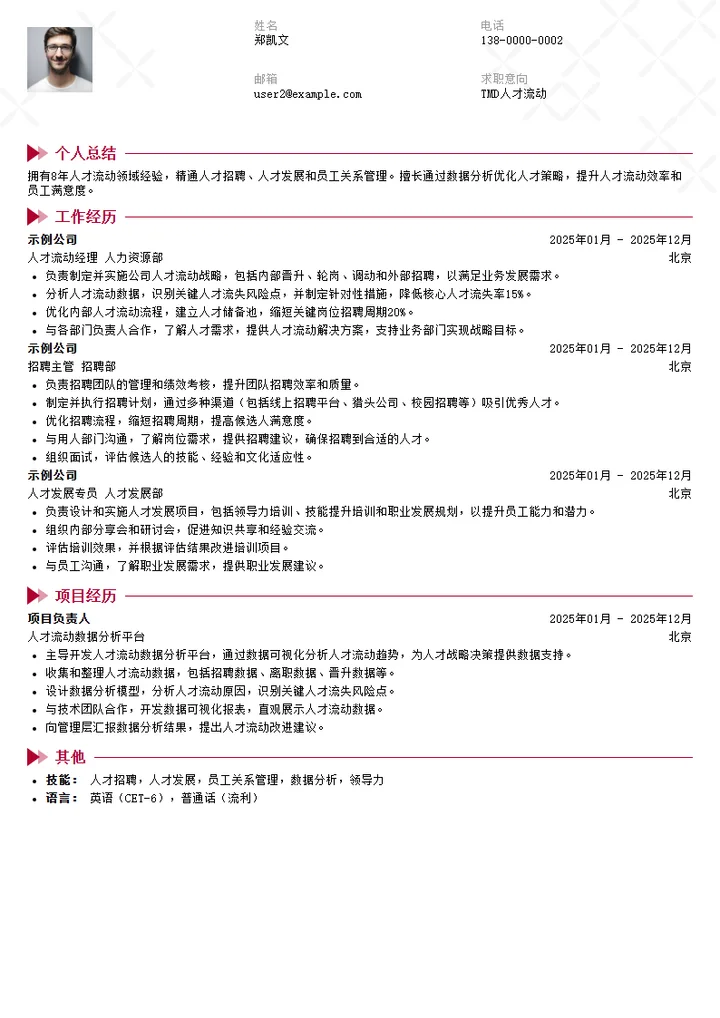 姓名
郑凯文
电话
138-0000-0002
邮箱
user2@example.com
求职意向
TMD人才流动
个人总结
拥有8年人才流动领域经验，精通人才招聘、人才发展和员工关系管理。擅长通过数据分析优化人才策略，提升人才流动效率和
员工满意度。
工作经历
示例公司 2025年01月 - 2025年12月
人才流动经理 人力资源部 北京
• 负责制定并实施公司人才流动战略，包括内部晋升、轮岗、调动和外部招聘，以满足业务发展需求。
• 分析人才流动数据，识别关键人才流失风险点，并制定针对性措施，降低核心人才流失率15%。
• 优化内部人才流动流程，建立人才储备池，缩短关键岗位招聘周期20%。
• 与各部门负责人合作，了解人才需求，提供人才流动解决方案，支持业务部门实现战略目标。
示例公司 2025年01月 - 2025年12月
招聘主管 招聘部 北京
• 负责招聘团队的管理和绩效考核，提升团队招聘效率和质量。
• 制定并执行招聘计划，通过多种渠道（包括线上招聘平台、猎头公司、校园招聘等）吸引优秀人才。
• 优化招聘流程，缩短招聘周期，提高候选人满意度。
• 与用人部门沟通，了解岗位需求，提供招聘建议，确保招聘到合适的人才。
• 组织面试，评估候选人的技能、经验和文化适应性。
示例公司 2025年01月 - 2025年12月
人才发展专员 人才发展部 北京
• 负责设计和实施人才发展项目，包括领导力培训、技能提升培训和职业发展规划，以提升员工能力和潜力。
• 组织内部分享会和研讨会，促进知识共享和经验交流。
• 评估培训效果，并根据评估结果改进培训项目。
• 与员工沟通，了解职业发展需求，提供职业发展建议。
项目经历
项目负责人 2025年01月 - 2025年12月
人才流动数据分析平台 北京
• 主导开发人才流动数据分析平台，通过数据可视化分析人才流动趋势，为人才战略决策提供数据支持。
• 收集和整理人才流动数据，包括招聘数据、离职数据、晋升数据等。
• 设计数据分析模型，分析人才流动原因，识别关键人才流失风险点。
• 与技术团队合作，开发数据可视化报表，直观展示人才流动数据。
• 向管理层汇报数据分析结果，提出人才流动改进建议。
其他
• 技能： 人才招聘，人才发展，员工关系管理，数据分析，领导力
• 语言： 英语（CET-6），普通话（流利）